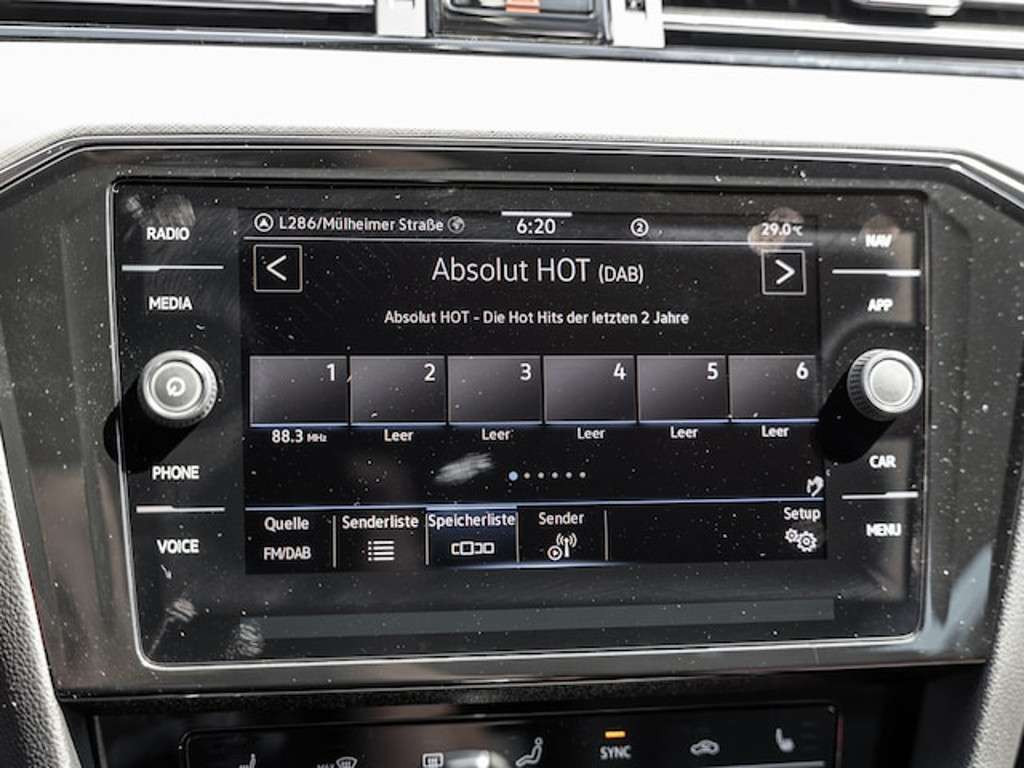 RADIO
MEDIA
PHONE
VOICE
L286/Mülheimer Straße 6:20 2 29.0°C
< Absolut HOT (DAB) >
Absolut HOT - Die Hot Hits der letzten 2 Jahre
1 2 3 4 5 6
88.3 MHz Leer Leer Leer Leer Leer
Quelle Senderliste Speicherliste Sender Setup
FM/DAB
NAV
APP
CAR
MENU
MAX SYNC